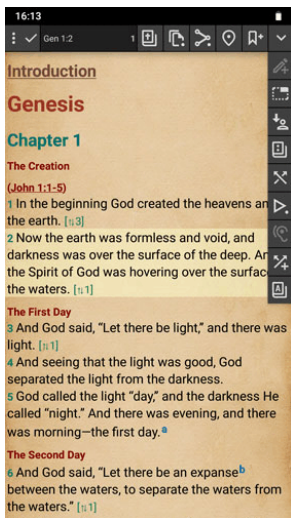 16:13
Gen 1:2 1
Introduction
Genesis
Chapter 1
The Creation
(John 1:1-5)
1 In the beginning God created the heavens an
the earth. [↑↓3]
2 Now the earth was formless and void, and
darkness was over the surface of the deep. An
the Spirit of God was hovering over the surfac
the waters. [↑↓1]
The First Day
3 And God said, “Let there be light,” and there was
light. [↑↓1]
4 And seeing that the light was good, God
separated the light from the darkness.
5 God called the light “day,” and the darkness He
called “night.” And there was evening, and there
was morning—the first day.a
The Second Day
6 And God said, “Let there be an expanseb
between the waters, to separate the waters from
the waters.” [↑↓1]